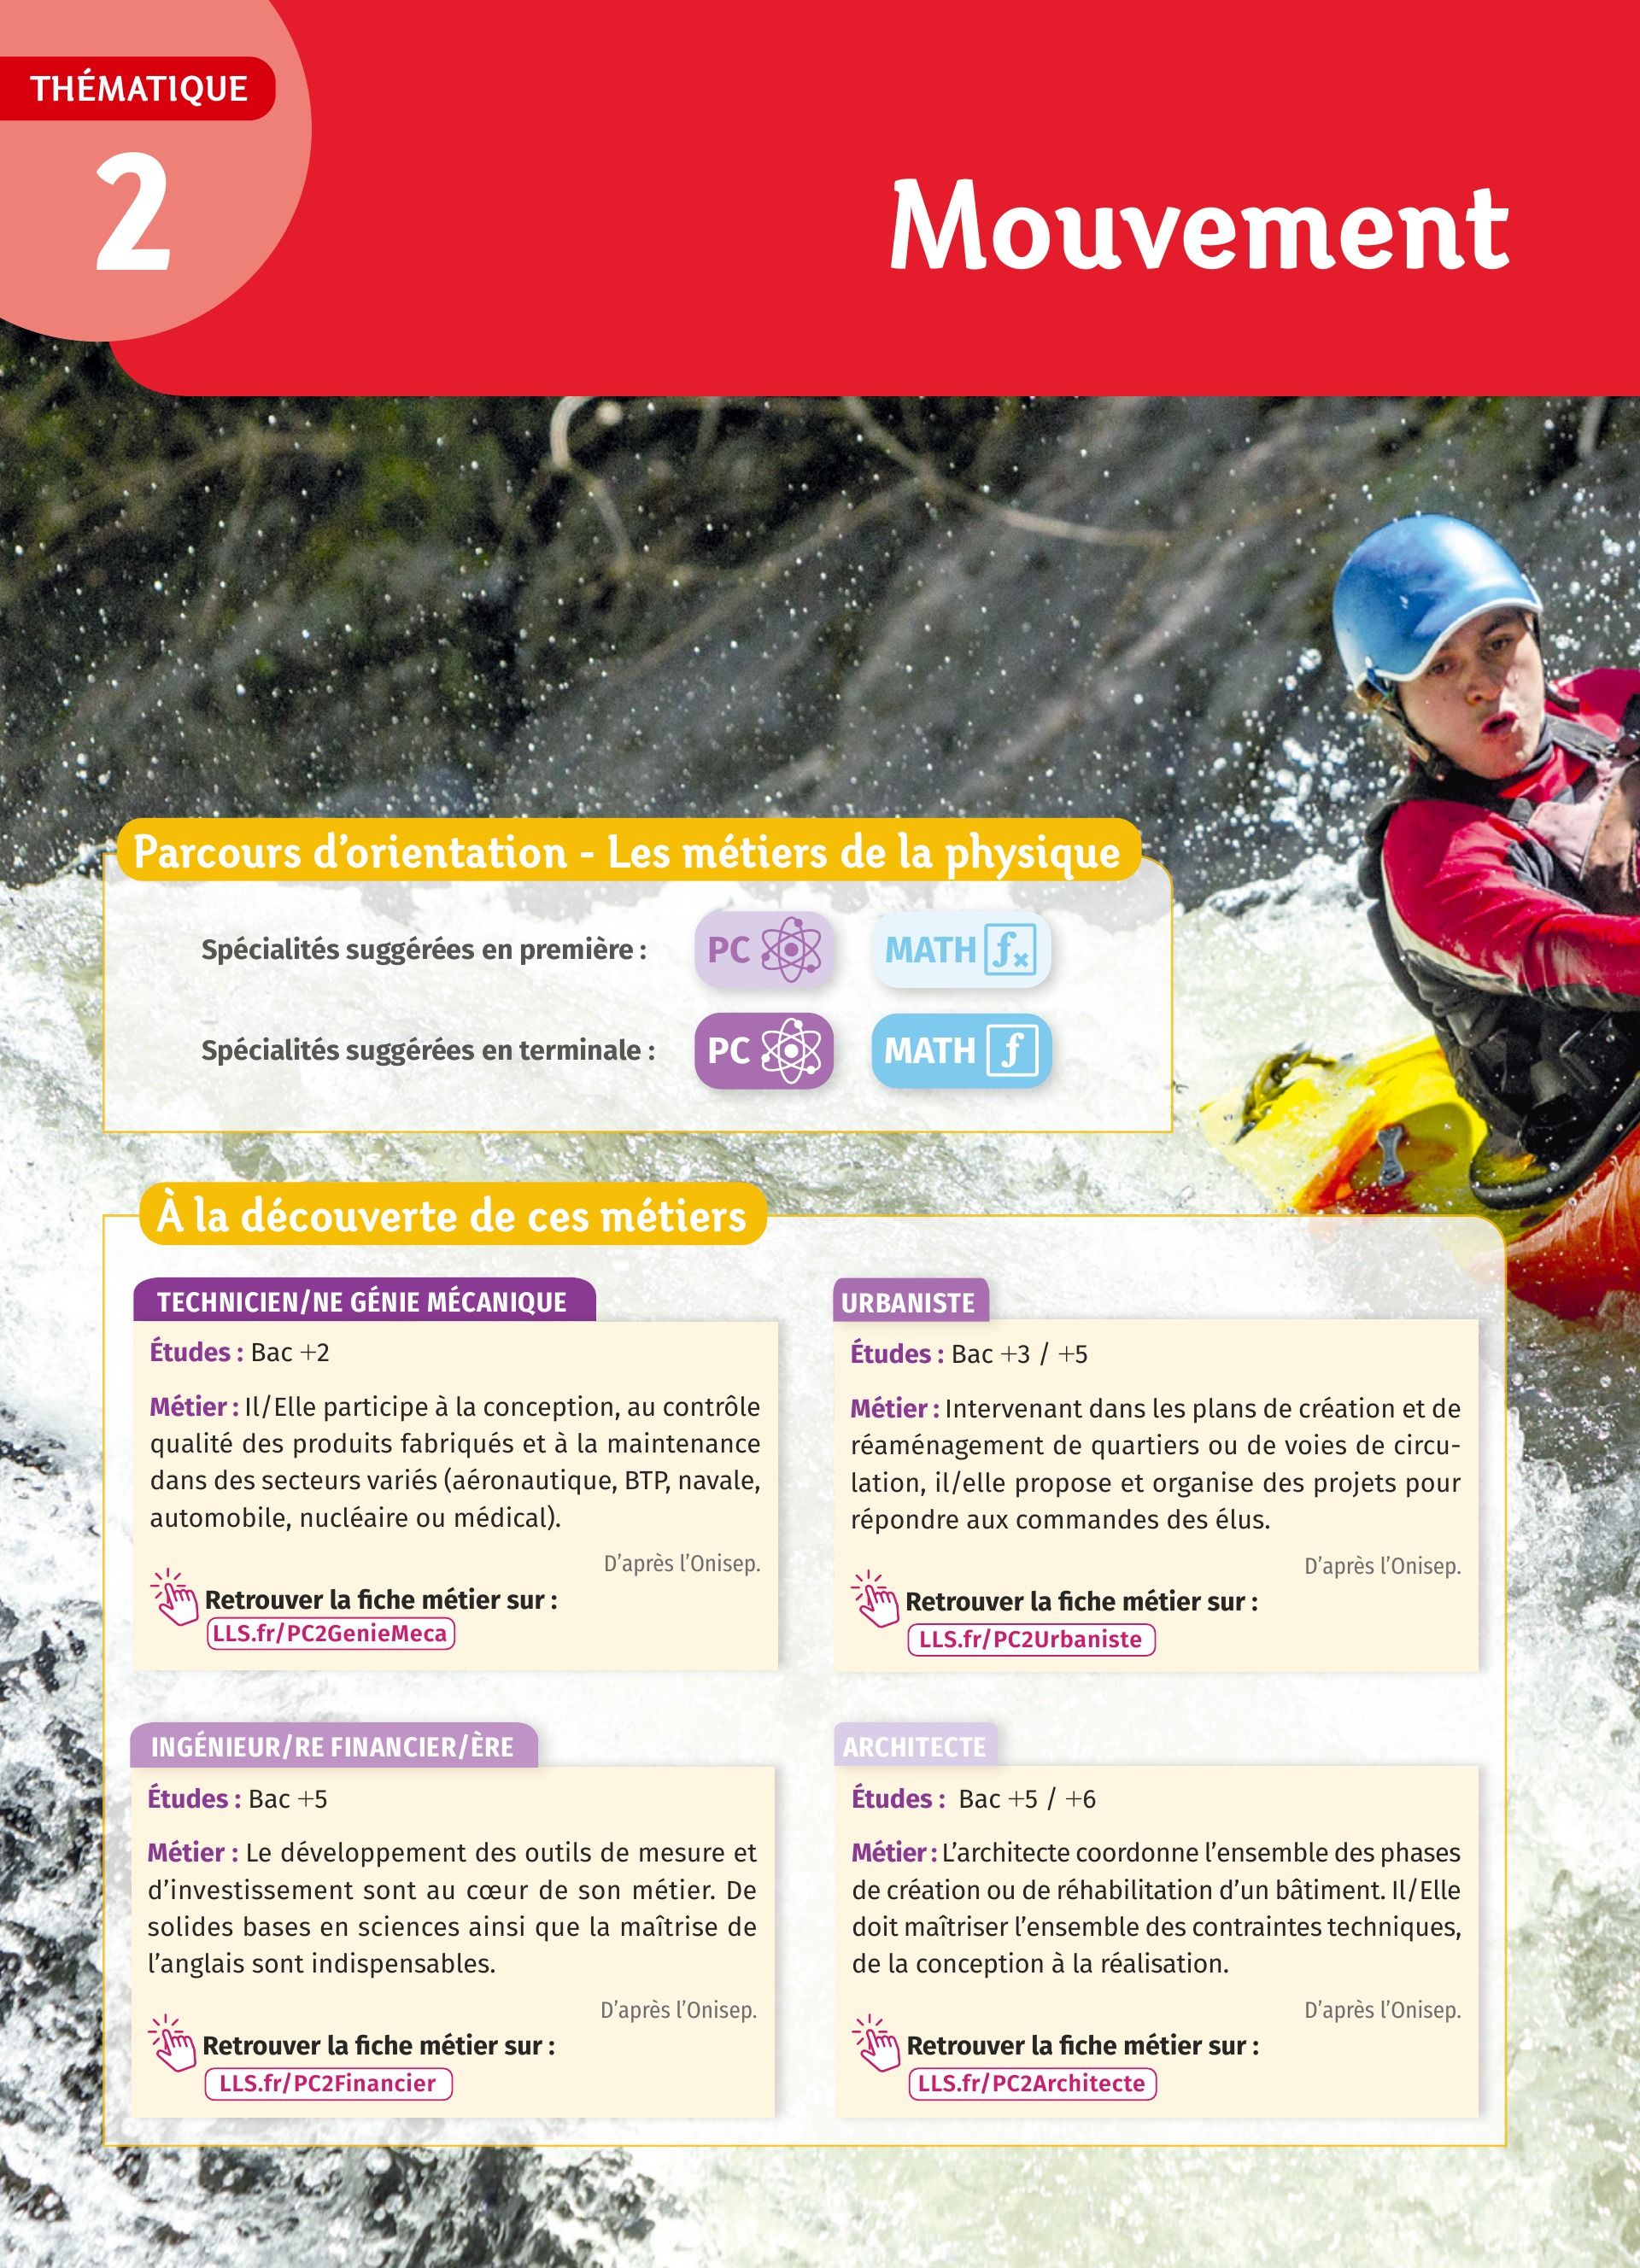 THÉMATIQUE
2
Mouvement
Parcours d'orientation - Les métiers de la physique
Spécialités suggérées en première :
PC
MATH fx
Spécialités suggérées en terminale :
PC
MATH f
À la découverte de ces métiers
TECHNICIEN/NE GÉNIE MÉCANIQUE
Études : Bac +2
Métier : Il/Elle participe à la conception, au contrôle
qualité des produits fabriqués et à la maintenance
dans des secteurs variés (aéronautique, BTP, navale,
automobile, nucléaire ou médical).
D'après l'Onisep.
Retrouver la fiche métier sur :
LLS.fr/PC2GenieMeca
URBANISTE
Études : Bac +3 / +5
Métier : Intervenant dans les plans de création et de
réaménagement de quartiers ou de voies de circu-
lation, il/elle propose et organise des projets pour
répondre aux commandes des élus.
D'après l'Onisep.
Retrouver la fiche métier sur :
LLS.fr/PC2Urbaniste
INGÉNIEUR/RE FINANCIER/ÈRE
Études : Bac +5
Métier : Le développement des outils de mesure et
d'investissement sont au cœur de son métier. De
solides bases en sciences ainsi que la maîtrise de
l'anglais sont indispensables.
D'après l'Onisep.
Retrouver la fiche métier sur :
LLS.fr/PC2Financier
ARCHITECTE
Études : Bac +5 / +6
Métier : L'architecte coordonne l'ensemble des phases
de création ou de réhabilitation d'un bâtiment. Il/Elle
doit maîtriser l'ensemble des contraintes techniques,
de la conception à la réalisation.
D'après l'Onisep.
Retrouver la fiche métier sur :
LLS.fr/PC2Architecte